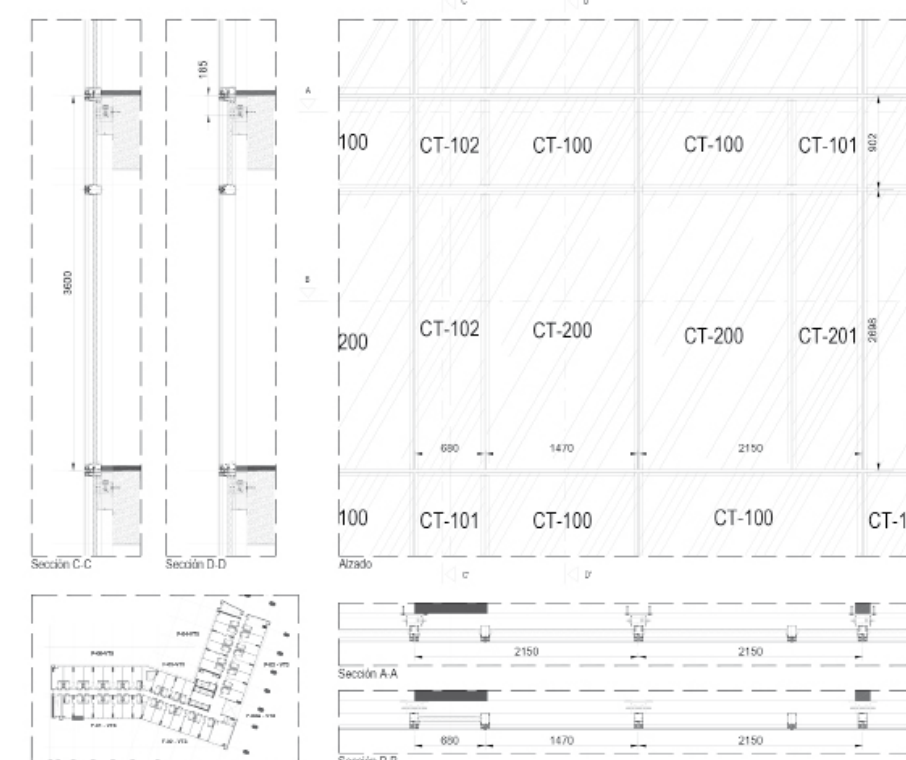 C'
D'
185
A
100
CT-102
CT-100
CT-100
CT-101
902
3600
B
200
CT-102
CT-200
CT-200
CT-201
2698
680
1470
2150
100
CT-101
CT-100
CT-100
CT-1
Sección C-C
Sección D-D
Alzado
C'
D'
2150
2150
Sección A-A
680
1470
2150